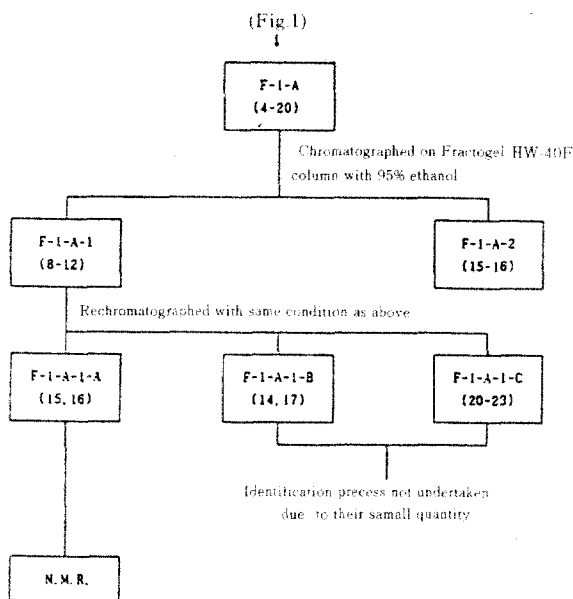 (Fig.1)
F-1-A
(4-20)
Chromatographed on Fractogel HW-40F
column with 95% ethanol
F-1-A-1
(8-12)
F-1-A-2
(15-16)
Rechromatographed with same condition as above
F-1-A-1-A
(15, 16)
F-1-A-1-B
(14, 17)
F-1-A-1-C
(20-23)
Identification precess not undertaken
due to their samall quantity
N. M. R.